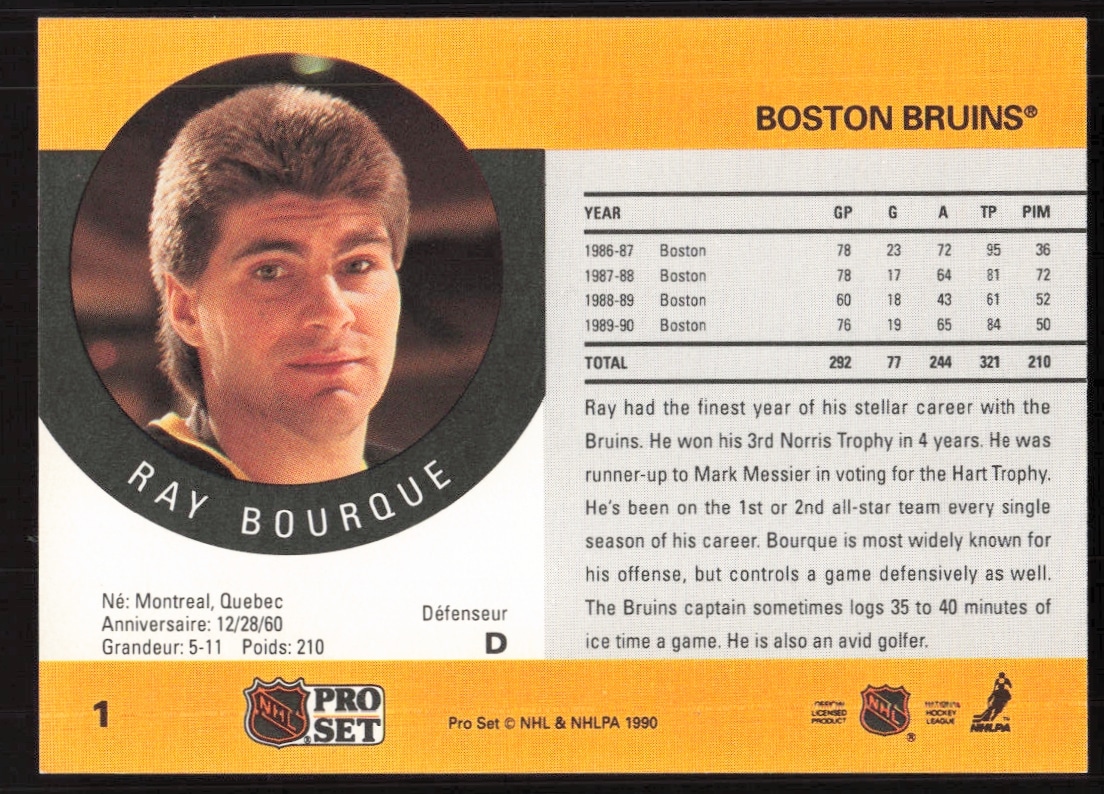 BOSTON BRUINS®
YEAR GP G A TP PIM
1986-87 Boston 78 23 72 95 36
1987-88 Boston 78 17 64 81 72
1988-89 Boston 60 18 43 61 52
1989-90 Boston 76 19 65 84 50
TOTAL 292 77 244 321 210
Ray had the finest year of his stellar career with the
Bruins. He won his 3rd Norris Trophy in 4 years. He was
runner-up to Mark Messier in voting for the Hart Trophy.
He's been on the 1st or 2nd all-star team every single
season of his career. Bourque is most widely known for
his offense, but controls a game defensively as well.
The Bruins captain sometimes logs 35 to 40 minutes of
ice time a game. He is also an avid golfer.
RAY BOURQUE
Né: Montreal, Quebec
Anniversaire: 12/28/60
Grandeur: 5-11 Poids: 210
Défenseur
D
1
NHL
PRO
SET
®
Pro Set © NHL & NHLPA 1990
LICENSED
PRODUCT
NHL
®
HOCKEY
LEAGUE
NHLPA